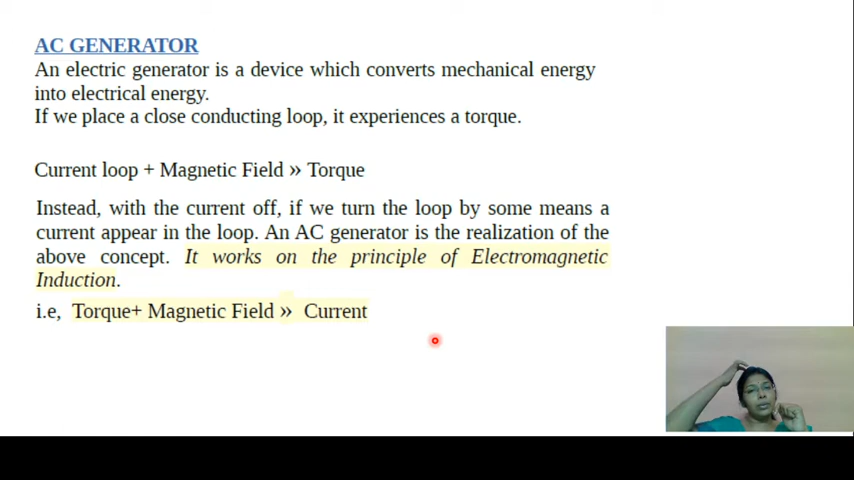 AC GENERATOR
An electric generator is a device which converts mechanical energy
into electrical energy.
If we place a close conducting loop, it experiences a torque.
Current loop + Magnetic Field » Torque
Instead, with the current off, if we turn the loop by some means a
current appear in the loop. An AC generator is the realization of the
above concept. It works on the principle of Electromagnetic
Induction.
i.e, Torque+ Magnetic Field » Current